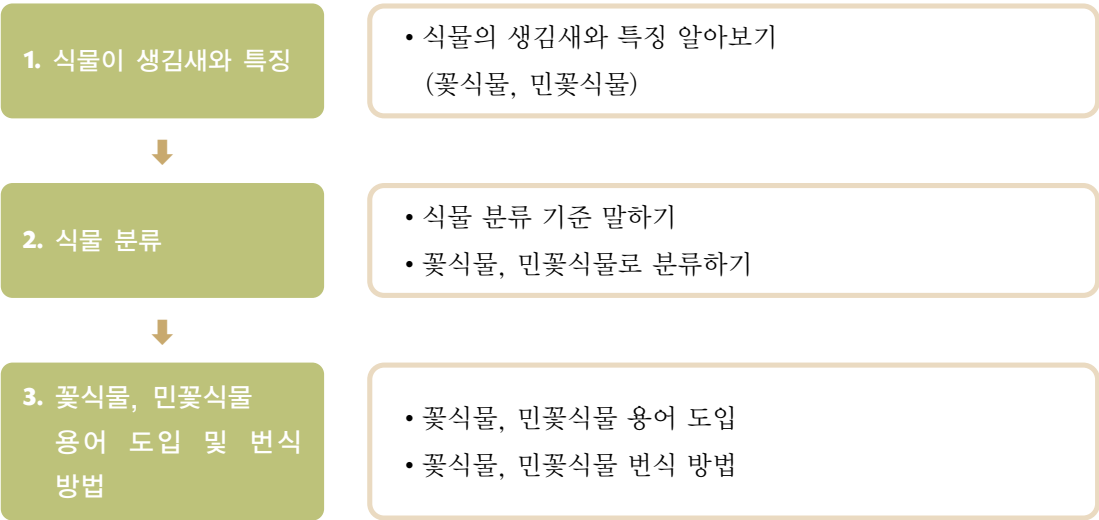 1. 식물이 생김새와 특징
• 식물의 생김새와 특징 알아보기
(꽃식물, 민꽃식물)
2. 식물 분류
• 식물 분류 기준 말하기
• 꽃식물, 민꽃식물로 분류하기
3. 꽃식물, 민꽃식물
용어 도입 및 번식
방법
• 꽃식물, 민꽃식물 용어 도입
• 꽃식물, 민꽃식물 번식 방법